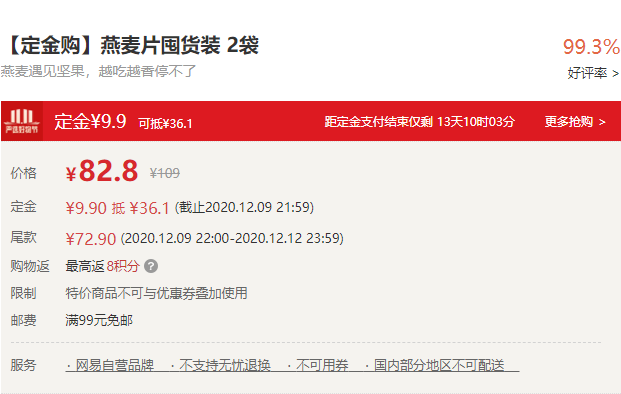 【定金购】燕麦片囤货装 2袋
99.3%
燕麦遇见坚果，越吃越香停不了
好评率 >
严选好物节
定金¥9.9 可抵¥36.1 距定金支付结束仅剩 13天10时03分 更多抢购 >
价格 ¥82.8 ¥109
定金 ¥9.90 抵 ¥36.1 (截止2020.12.09 21:59)
尾款 ¥72.90 (2020.12.09 22:00-2020.12.12 23:59)
购物返 最高返 8积分 ?
限制 特价商品不可与优惠券叠加使用
邮费 满99元免邮
服务 · 网易自营品牌 · 不支持无忧退换 · 不可用券 · 国内部分地区不可配送